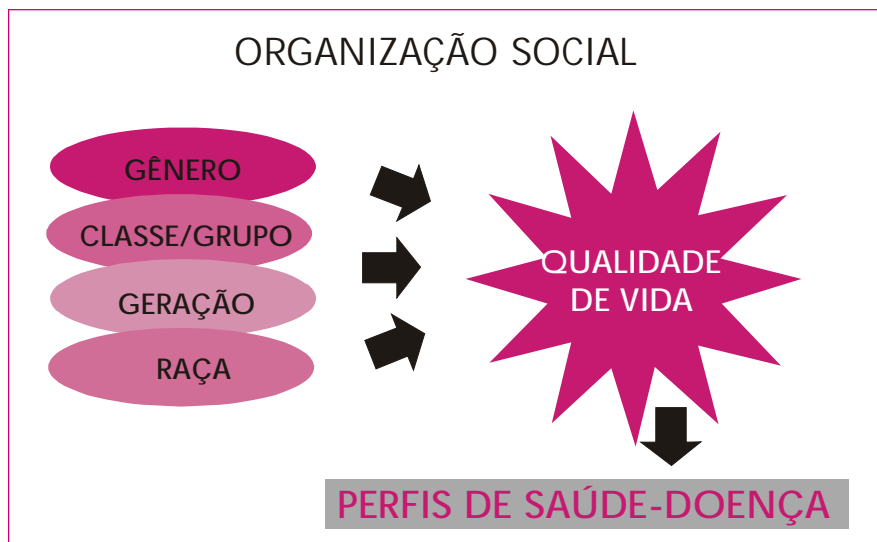 ORGANIZAÇÃO SOCIAL
GÊNERO
CLASSE/GRUPO
GERAÇÃO
RAÇA
QUALIDADE
DE VIDA
PERFIS DE SAÚDE-DOENÇA